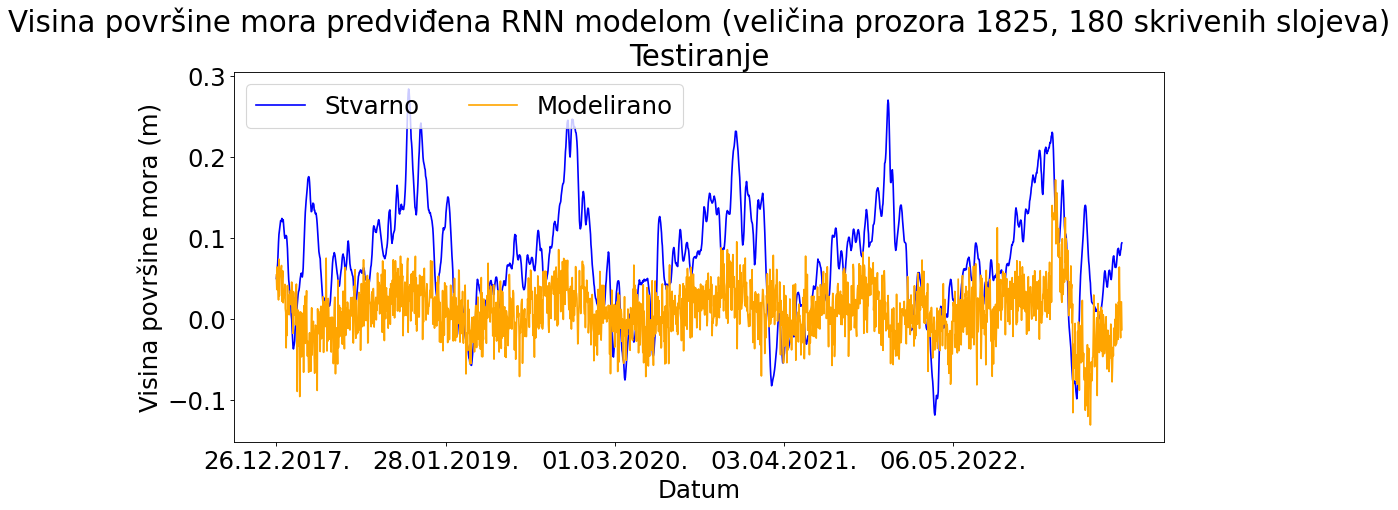 Visina površine mora predviđena RNN modelom (veličina prozora 1825, 180 skrivenih slojeva)
Testiranje
Stvarno Modelirano
Visina površine mora (m)
0.3
0.2
0.1
0.0
−0.1
26.12.2017. 28.01.2019. 01.03.2020. 03.04.2021. 06.05.2022.
Datum